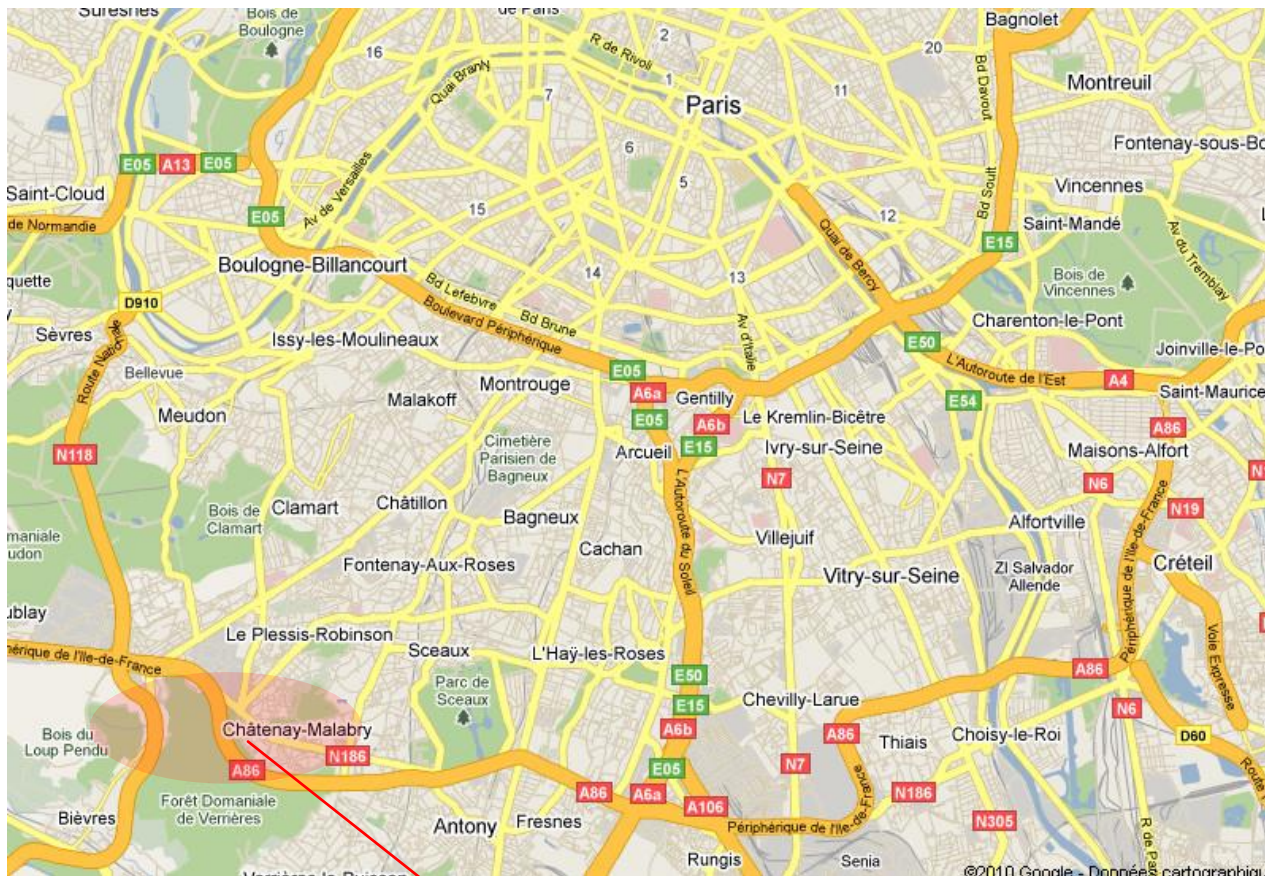 Suresnes
Bois de
Boulogne
de Paris
Bagnolet
16
2
R de Rivoli
20
Quai Branly
1
Bd Davout
Montreuil
7
Paris
11
6
Fontenay-sous-Bo
E05
A13
E05
5
Bd Soult
Vincennes
Saint-Cloud
Av de Versailles
15
12
Saint-Mandé
de Normandie
E05
E15
Av du Tremblay
Quai de Bercy
Boulogne-Billancourt
14
13
Bois de
Vincennes
quette
Bd Lefebvre
Boulevard Périphérique
Bd Brune
Av d'Italie
D910
Charenton-le-Pont
Sèvres
Route Nationale
Issy-les-Moulineaux
E50
Joinville-le-Po
Bellevue
E05
L'Autoroute de l'Est
A4
Montrouge
A6a
Gentilly
Saint-Maurice
Malakoff
E54
Meudon
E05
A6b
Le Kremlin-Bicêtre
A86
Cimetière
Parisien de
Bagneux
Arcueil
E15
Ivry-sur-Seine
Maisons-Alfort
N118
N7
N6
Châtillon
L'Autoroute du Soleil
Bois de
Clamart
Clamart
Bagneux
N19
Alfortville
Villejuif
Cachan
Périphérique de l'Ile-de-France
Créteil
Fontenay-Aux-Roses
Vitry-sur-Seine
ZI Salvador
Allende
ublay
Le Plessis-Robinson
Voie Expresse
Sceaux
L'Haÿ-les-Roses
hérique de l'Ile-de-France
A86
Parc de
Sceaux
E50
Chevilly-Larue
E15
N6
Bois du
Loup Pendu
Châtenay-Malabry
A6b
A86
Thiais
Choisy-le-Roi
D60
N186
A86
E05
N7
Forêt Domaniale
de Verrières
A86
A6a
A106
Périphérique de l'Ile-de-France
N186
Bièvres
Antony
Fresnes
N305
Rungis
Senia
R de Pa
©2010 Google - Données cartographiqu